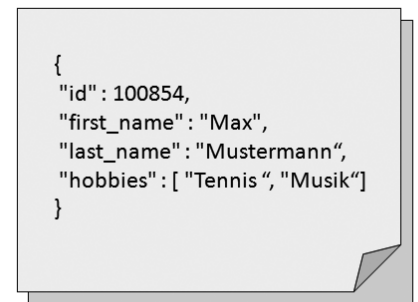 {
"id" : 100854,
"first_name" : "Max",
"last_name" : "Mustermann“,
"hobbies" : [ "Tennis “, "Musik“]
}